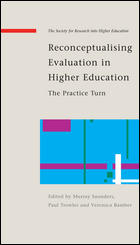 The Society for Research into Higher Education
Reconceptualising
Evaluation in
Higher Education
The Practice Turn
Edited by Murray Saunders,
Paul Trowler and Veronica Bamber